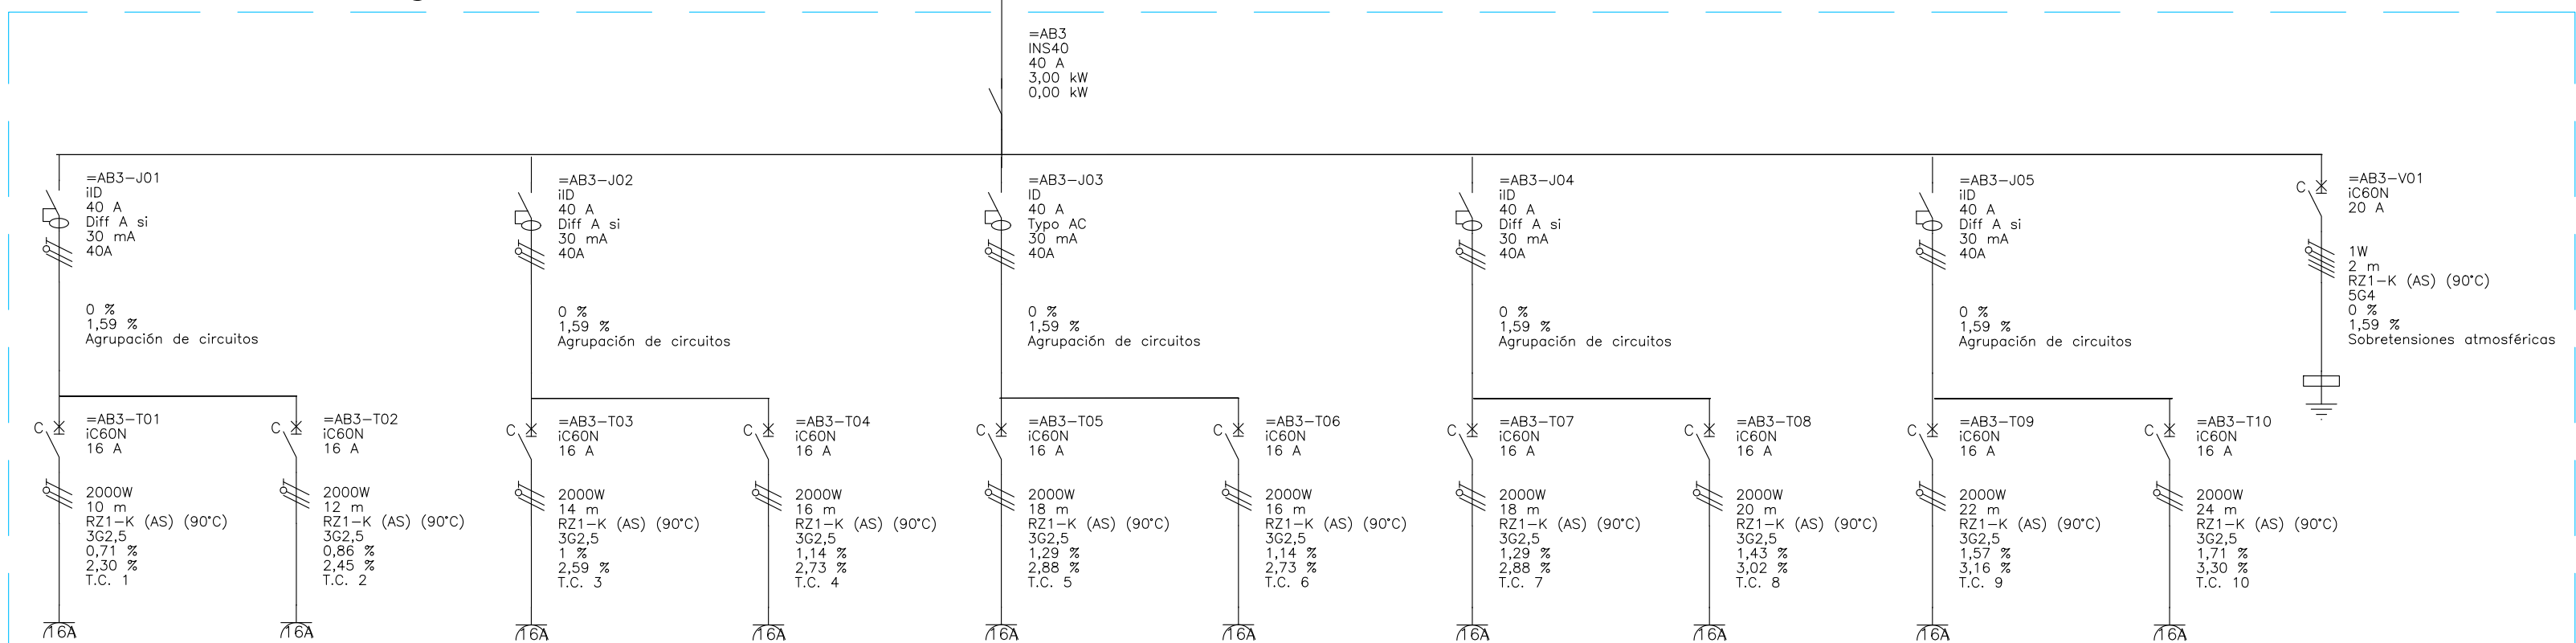 =AB3
INS40
40 A
3,00 kW
0,00 kW
=AB3-J01
iID
40 A
Diff A si
30 mA
40A
0 %
1,59 %
Agrupación de circuitos
=AB3-J02
iID
40 A
Diff A si
30 mA
40A
0 %
1,59 %
Agrupación de circuitos
=AB3-J03
ID
40 A
Typo AC
30 mA
40A
0 %
1,59 %
Agrupación de circuitos
=AB3-J04
iID
40 A
Diff A si
30 mA
40A
0 %
1,59 %
Agrupación de circuitos
=AB3-J05
iID
40 A
Diff A si
30 mA
40A
0 %
1,59 %
Agrupación de circuitos
C
=AB3-V01
iC60N
20 A
1W
2 m
RZ1-K (AS) (90°C)
5G4
0 %
1,59 %
Sobretensiones atmosféricas
C
=AB3-T01
iC60N
16 A
2000W
10 m
RZ1-K (AS) (90°C)
3G2,5
0,71 %
2,30 %
T.C. 1
16A
C
=AB3-T02
iC60N
16 A
2000W
12 m
RZ1-K (AS) (90°C)
3G2,5
0,86 %
2,45 %
T.C. 2
16A
C
=AB3-T03
iC60N
16 A
2000W
14 m
RZ1-K (AS) (90°C)
3G2,5
1 %
2,59 %
T.C. 3
16A
C
=AB3-T04
iC60N
16 A
2000W
16 m
RZ1-K (AS) (90°C)
3G2,5
1,14 %
2,73 %
T.C. 4
16A
C
=AB3-T05
iC60N
16 A
2000W
18 m
RZ1-K (AS) (90°C)
3G2,5
1,29 %
2,88 %
T.C. 5
16A
C
=AB3-T06
iC60N
16 A
2000W
16 m
RZ1-K (AS) (90°C)
3G2,5
1,14 %
2,73 %
T.C. 6
16A
C
=AB3-T07
iC60N
16 A
2000W
18 m
RZ1-K (AS) (90°C)
3G2,5
1,29 %
2,88 %
T.C. 7
16A
C
=AB3-T08
iC60N
16 A
2000W
20 m
RZ1-K (AS) (90°C)
3G2,5
1,43 %
3,02 %
T.C. 8
16A
C
=AB3-T09
iC60N
16 A
2000W
22 m
RZ1-K (AS) (90°C)
3G2,5
1,57 %
3,16 %
T.C. 9
16A
C
=AB3-T10
iC60N
16 A
2000W
24 m
RZ1-K (AS) (90°C)
3G2,5
1,71 %
3,30 %
T.C. 10
16A